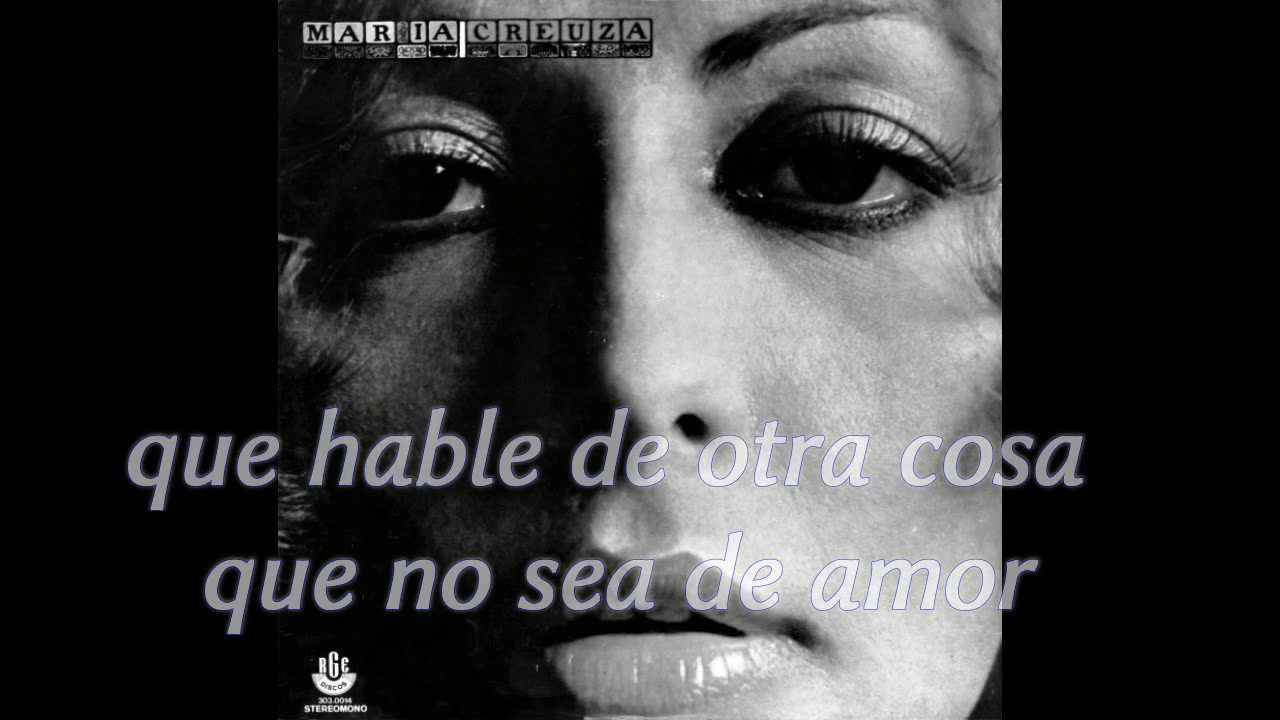 MARIA CREUZA
que hable de otra cosa
que no sea de amor
RGE
DISCOS
303.0014
STEREOMONO